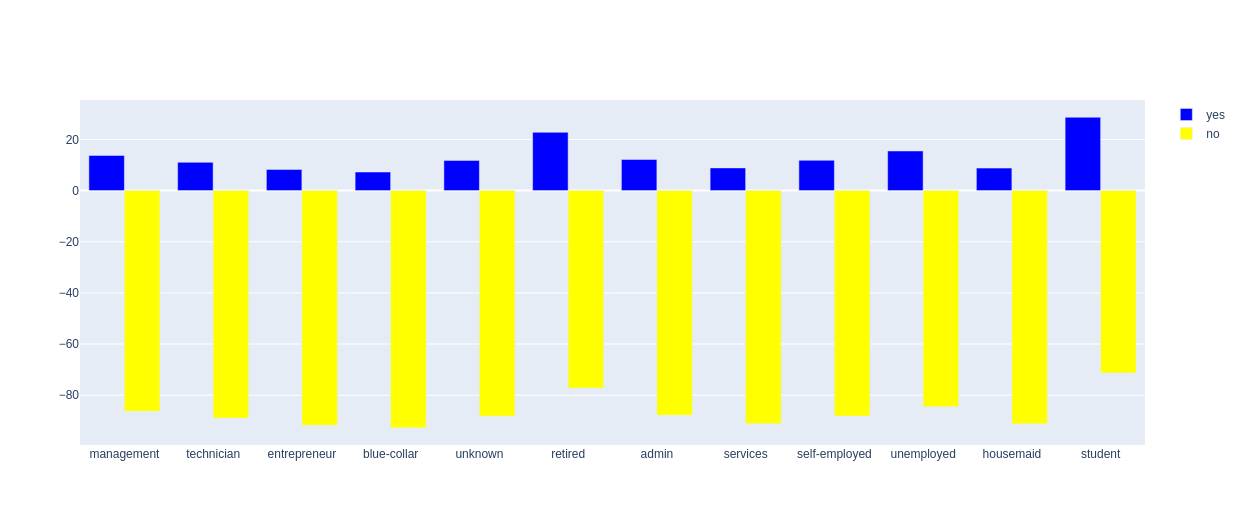 20
0
−20
−40
−60
−80
management technician entrepreneur blue-collar unknown retired admin services self-employed unemployed housemaid student
yes
no